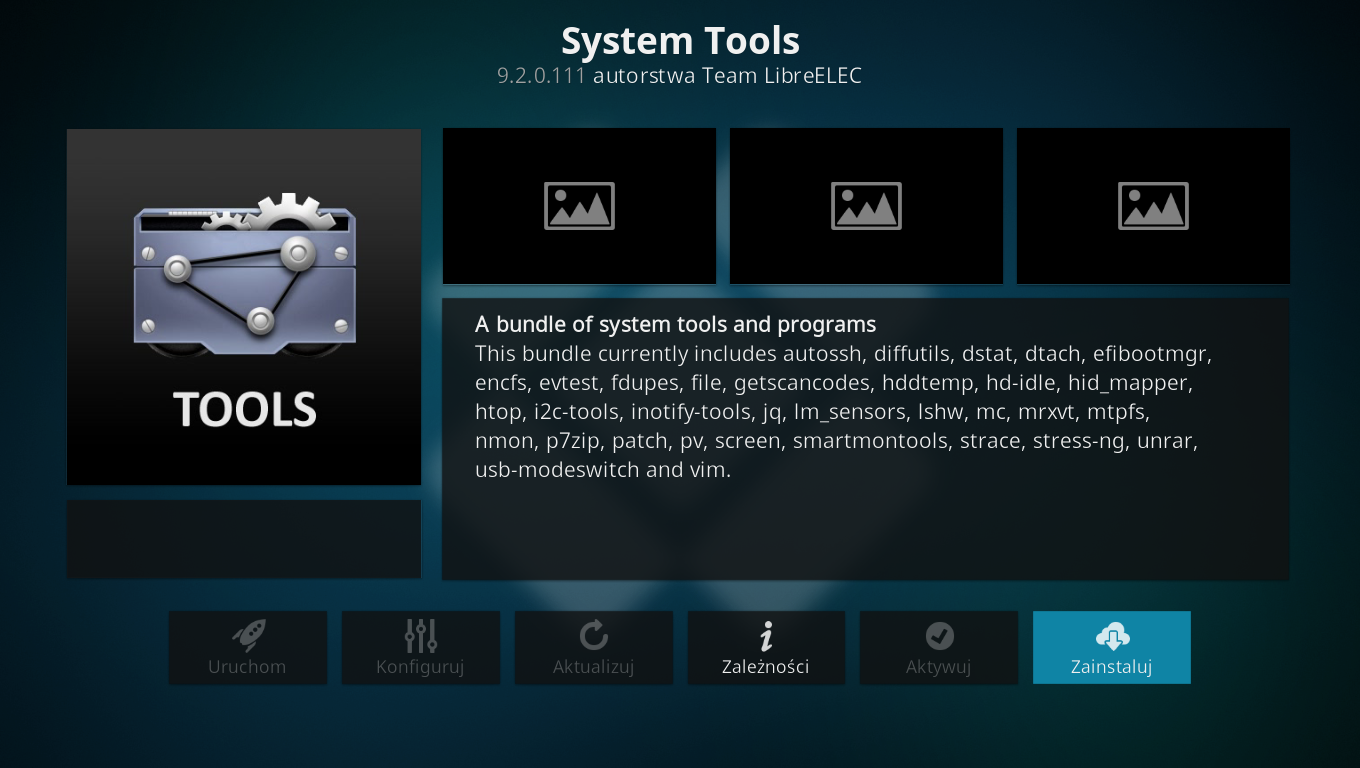 System Tools
9.2.0.111 autorstwa Team LibreELEC
TOOLS
A bundle of system tools and programs
This bundle currently includes autossh, diffutils, dstat, dtach, efibootmgr,
encfs, evtest, fdupes, file, getscancodes, hddtemp, hd-idle, hid_mapper,
htop, i2c-tools, inotify-tools, jq, lm_sensors, lshw, mc, mrxvt, mtpfs,
nmon, p7zip, patch, pv, screen, smartmontools, strace, stress-ng, unrar,
usb-modeswitch and vim.
Uruchom
Konfiguruj
Aktualizuj
Zależności
Aktywuj
Zainstaluj